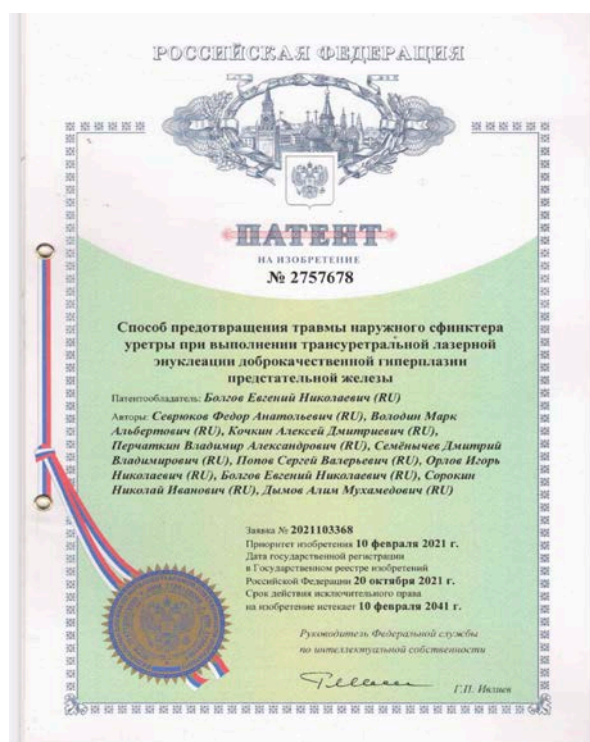 РОССИЙСКАЯ ФЕДЕРАЦИЯ
ПАТЕНТ
НА ИЗОБРЕТЕНИЕ
№ 2757678
Способ предотвращения травмы наружного сфинктера
уретры при выполнении трансуретральной лазерной
энуклеации доброкачественной гиперплазии
предстательной железы
Патентообладатель: Болгов Евгений Николаевич (RU)
Авторы: Севрюков Федор Анатольевич (RU), Володин Марк
Альбертович (RU), Кочкин Алексей Дмитриевич (RU),
Перчаткин Владимир Александрович (RU), Семёнычев Дмитрий
Владимирович (RU), Попов Сергей Валерьевич (RU), Орлов Игорь
Николаевич (RU), Болгов Евгений Николаевич (RU), Сорокин
Николай Иванович (RU), Дымов Алим Мухамедович (RU)
Заявка № 2021103368
Приоритет изобретения 10 февраля 2021 г.
Дата государственной регистрации
в Государственном реестре изобретений
Российской Федерации 20 октября 2021 г.
Срок действия исключительного права
на изобретение истекает 10 февраля 2041 г.
Руководитель Федеральной службы
по интеллектуальной собственности
Г.П. Ивлиев